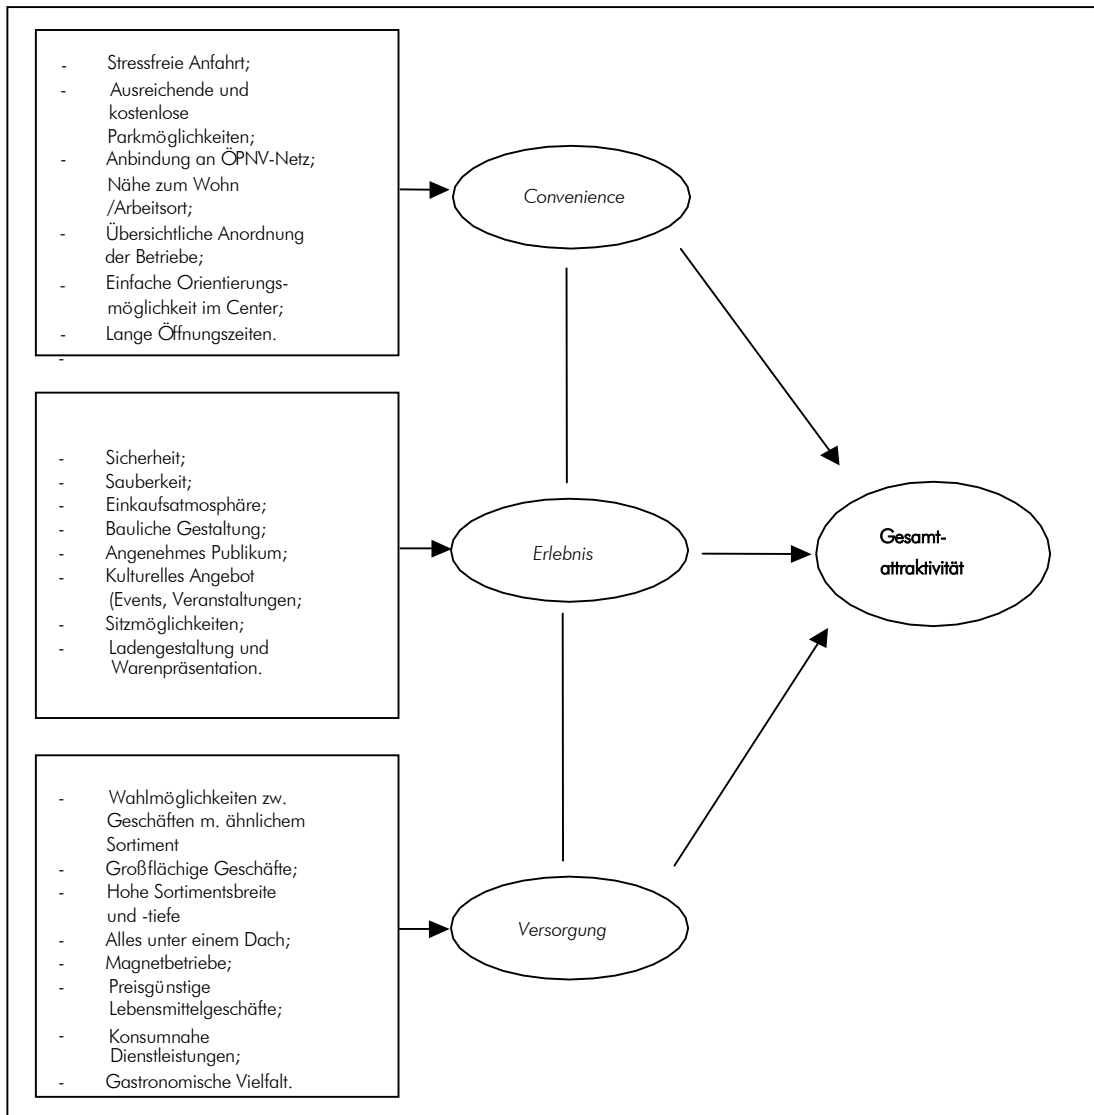 - Stressfreie Anfahrt;
- Ausreichende und
kostenlose
Parkmöglichkeiten;
- Anbindung an ÖPNV-Netz;
Nähe zum Wohn
/Arbeitsort;
- Übersichtliche Anordnung
der Betriebe;
- Einfache Orientierungs-
möglichkeit im Center;
- Lange Öffnungszeiten.
-
Convenience
- Sicherheit;
- Sauberkeit;
- Einkaufsatmosphäre;
- Bauliche Gestaltung;
- Angenehmes Publikum;
- Kulturelles Angebot
(Events, Veranstaltungen;
- Sitzmöglichkeiten;
- Ladengestaltung und
Warenpräsentation.
Erlebnis
Gesamt-
attraktivität
- Wahlmöglichkeiten zw.
Geschäften m. ähnlichem
Sortiment
- Großflächige Geschäfte;
- Hohe Sortimentsbreite
und -tiefe
- Alles unter einem Dach;
- Magnetbetriebe;
- Preisgünstige
Lebensmittelgeschäfte;
- Konsumnahe
Dienstleistungen;
- Gastronomische Vielfalt.
Versorgung